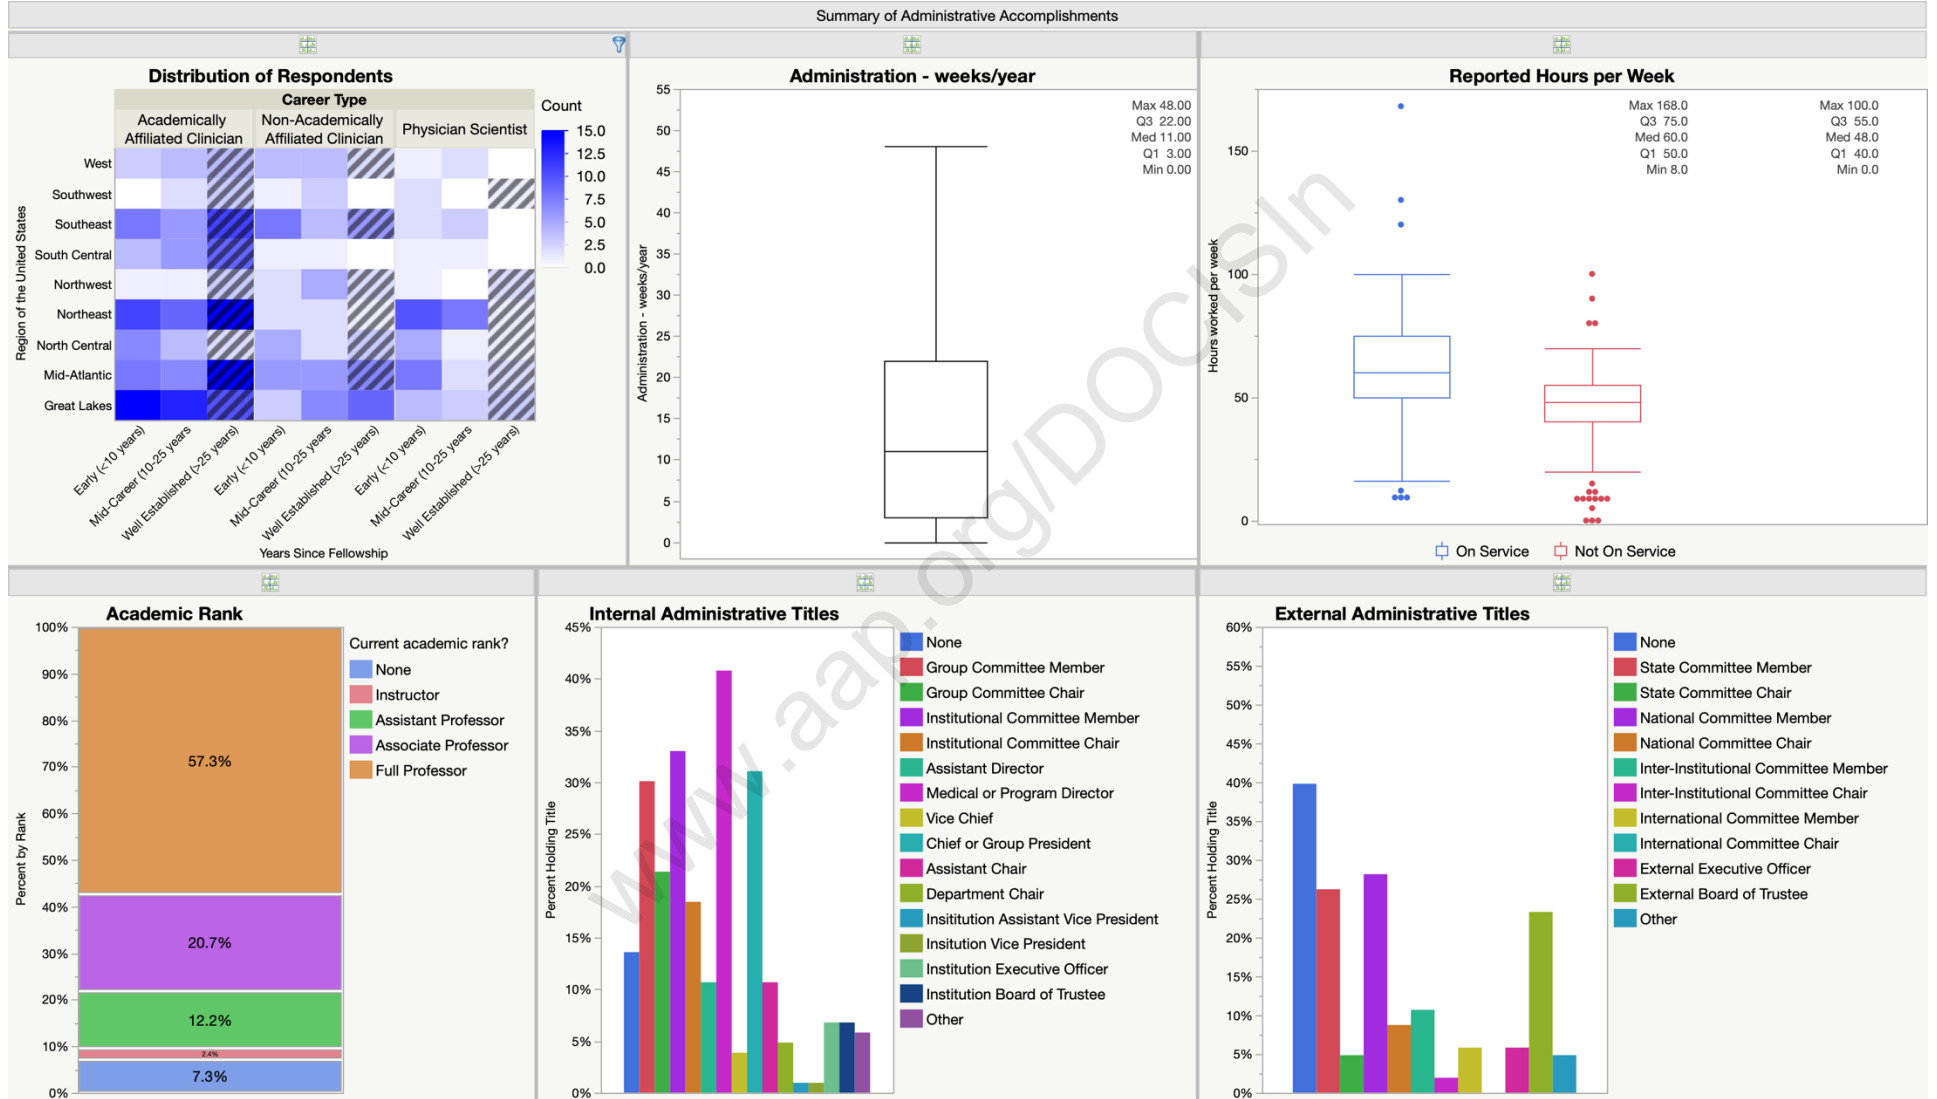 Summary of Administrative Accomplishments
Distribution of Respondents
Career Type
Academically
Affiliated Clinician
Non-Academically
Affiliated Clinician
Physician Scientist
Count
15.0
12.5
10.0
7.5
5.0
2.5
0.0
Region of the United States
West
Southwest
Southeast
South Central
Northwest
Northeast
North Central
Mid-Atlantic
Great Lakes
Early (<10 years)
Mid-Career (10-25 years
Well Established (>25 years)
Early (<10 years)
Mid-Career (10-25 years
Well Established (>25 years)
Early (<10 years)
Mid-Career (10-25 years
Well Established (>25 years)
Years Since Fellowship
Administration - weeks/year
Administration - weeks/year
55
50
45
40
35
30
25
20
15
10
5
0
Max 48.00
Q3 22.00
Med 11.00
Q1 3.00
Min 0.00
Reported Hours per Week
Hours worked per week
150
100
50
0
Max 168.0
Q3 75.0
Med 60.0
Q1 50.0
Min 8.0
Max 100.0
Q3 55.0
Med 48.0
Q1 40.0
Min 0.0
On Service
Not On Service
Academic Rank
Percent by Rank
100%
90%
80%
70%
60%
50%
40%
30%
20%
10%
0%
57.3%
20.7%
12.2%
2.4%
7.3%
Current academic rank?
None
Instructor
Assistant Professor
Associate Professor
Full Professor
Internal Administrative Titles
Percent Holding Title
45%
40%
35%
30%
25%
20%
15%
10%
5%
0%
None
Group Committee Member
Group Committee Chair
Institutional Committee Member
Institutional Committee Chair
Assistant Director
Medical or Program Director
Vice Chief
Chief or Group President
Assistant Chair
Department Chair
Insititution Assistant Vice President
Insitution Vice President
Institution Executive Officer
Institution Board of Trustee
Other
External Administrative Titles
Percent Holding Title
60%
55%
50%
45%
40%
35%
30%
25%
20%
15%
10%
5%
0%
None
State Committee Member
State Committee Chair
National Committee Member
National Committee Chair
Inter-Institutional Committee Member
Inter-Institutional Committee Chair
International Committee Member
International Committee Chair
External Executive Officer
External Board of Trustee
Other
www.aap.org/DOCISIn